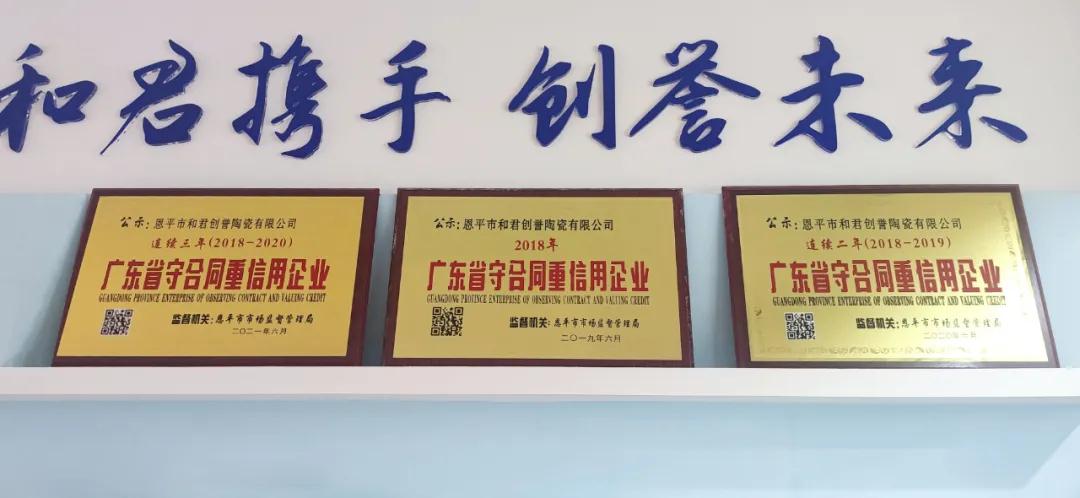 和君携手 创誉未来
公示：恩平市和君创誉陶瓷有限公司
连续三年(2018-2020)
广东省守合同重信用企业
GUANGDONG PROVINCE ENTERPRISE OF OBSERVING CONTRACT AND VALUING CREDIT
监督机关：恩平市市场监督管理局
二〇二一年六月
公示：恩平市和君创誉陶瓷有限公司
2018年
广东省守合同重信用企业
GUANGDONG PROVINCE ENTERPRISE OF OBSERVING CONTRACT AND VALUING CREDIT
监督机关：恩平市市场监督管理局
二〇一九年六月
公示：恩平市和君创誉陶瓷有限公司
连续二年(2018-2019)
广东省守合同重信用企业
GUANGDONG PROVINCE ENTERPRISE OF OBSERVING CONTRACT AND VALUING CREDIT
监督机关：恩平市市场监督管理局
二〇二〇年六月